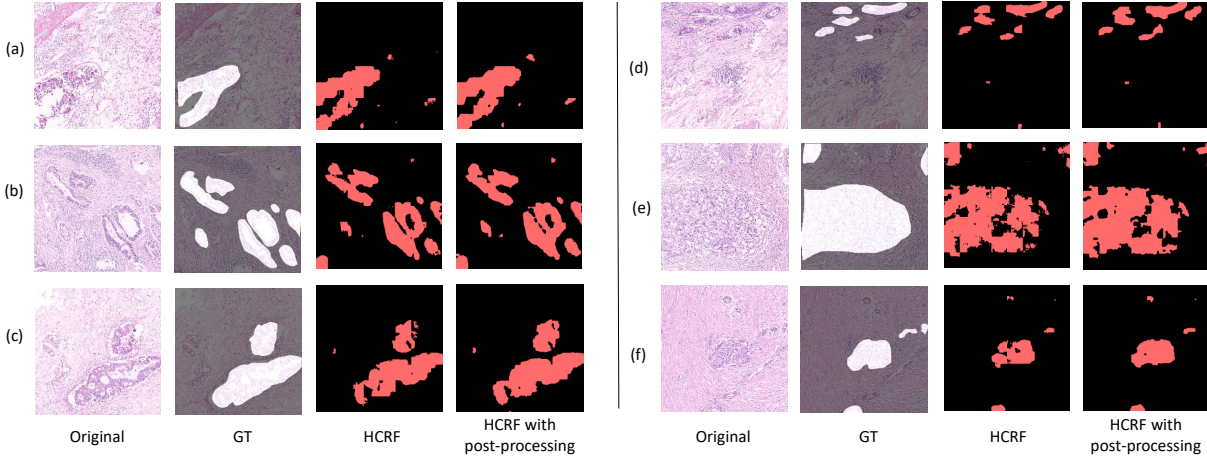 (a)
(b)
(c)
Original
GT
HCRF
HCRF with
post-processing
(d)
(e)
(f)
Original
GT
HCRF
HCRF with
post-processing